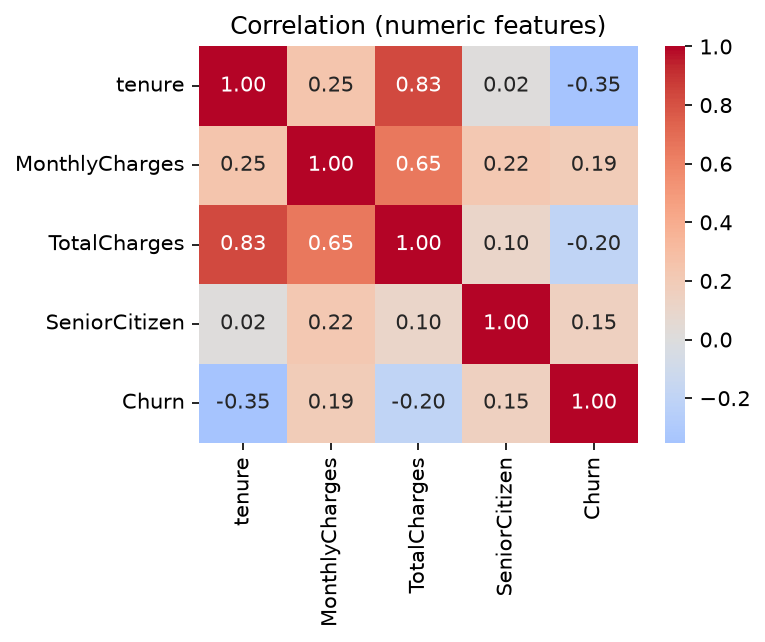 Correlation (numeric features)
tenure 1.00 0.25 0.83 0.02 -0.35
MonthlyCharges 0.25 1.00 0.65 0.22 0.19
TotalCharges 0.83 0.65 1.00 0.10 -0.20
SeniorCitizen 0.02 0.22 0.10 1.00 0.15
Churn -0.35 0.19 -0.20 0.15 1.00
tenure
MonthlyCharges
TotalCharges
SeniorCitizen
Churn
1.0
0.8
0.6
0.4
0.2
0.0
−0.2